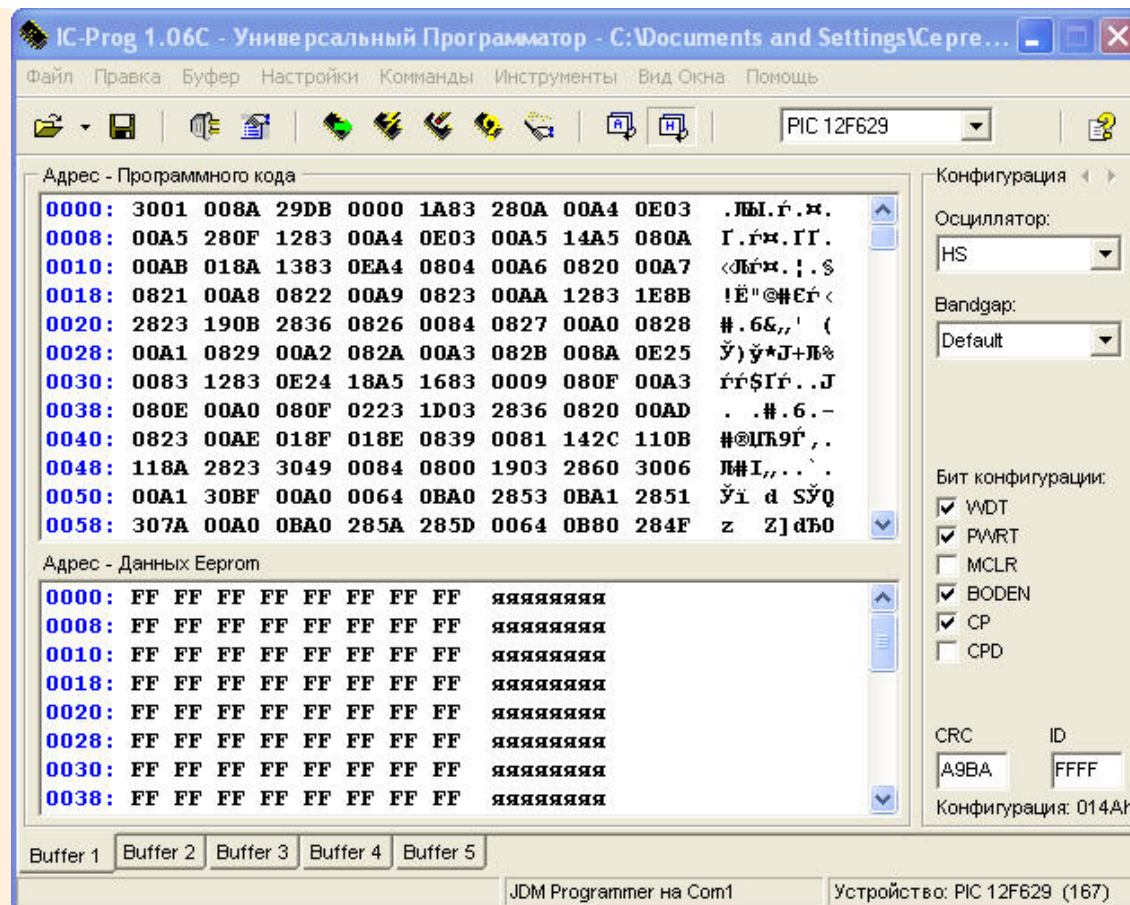 IC-Prog 1.06C - Универсальный Программатор - C:\Documents and Settings\Серге...
Файл Правка Буфер Настройки Комманды Инструменты Вид Окна Помощь
PIC 12F629
Адрес - Программного кода
0000: 3001 008A 29DB 0000 1A83 280A 00A4 0E03
0008: 00A5 280F 1283 00A4 0E03 00A5 14A5 080A
0010: 00AB 018A 1383 0EA4 0804 00A6 0820 00A7
0018: 0821 00A8 0822 00A9 0823 00AA 1283 1E8B
0020: 2823 190B 2836 0826 0084 0827 00A0 0828
0028: 00A1 0829 00A2 082A 00A3 082B 008A 0E25
0030: 0083 1283 0E24 18A5 1683 0009 080F 00A3
0038: 080E 00A0 080F 0223 1D03 2836 0820 00AD
0040: 0823 00AE 018F 018E 0839 0081 142C 110B
0048: 118A 2823 3049 0084 0800 1903 2860 3006
0050: 00A1 30BF 00A0 0064 0BA0 2853 0BA1 2851
0058: 307A 00A0 0BA0 285A 285D 0064 0B80 284F
Адрес - Данных Eeprom
0000: FF FF FF FF FF FF FF FF яяяяяяяя
0008: FF FF FF FF FF FF FF FF яяяяяяяя
0010: FF FF FF FF FF FF FF FF яяяяяяяя
0018: FF FF FF FF FF FF FF FF яяяяяяяя
0020: FF FF FF FF FF FF FF FF яяяяяяяя
0028: FF FF FF FF FF FF FF FF яяяяяяяя
0030: FF FF FF FF FF FF FF FF яяяяяяяя
0038: FF FF FF FF FF FF FF FF яяяяяяяя
Конфигурация
Осциллятор:
HS
Bandgap:
Default
Бит конфигурации:
WDT
PWRT
MCLR
BODEN
CP
CPD
CRC ID
A9BA FFFF
Конфигурация: 014Ah
Buffer 1 Buffer 2 Buffer 3 Buffer 4 Buffer 5
JDM Programmer на Com1 Устройство: PIC 12F629 (167)